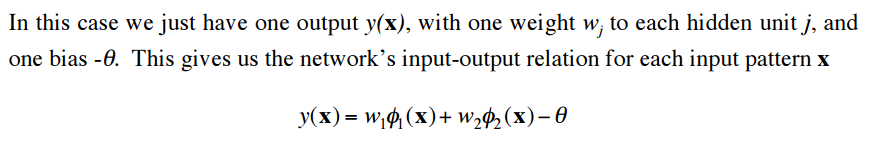 In this case we just have one output y(x), with one weight wⱼ to each hidden unit j, and
one bias -θ. This gives us the network's input-output relation for each input pattern x
y(x) = w₁ϕ₁(x) + w₂ϕ₂(x) − θ